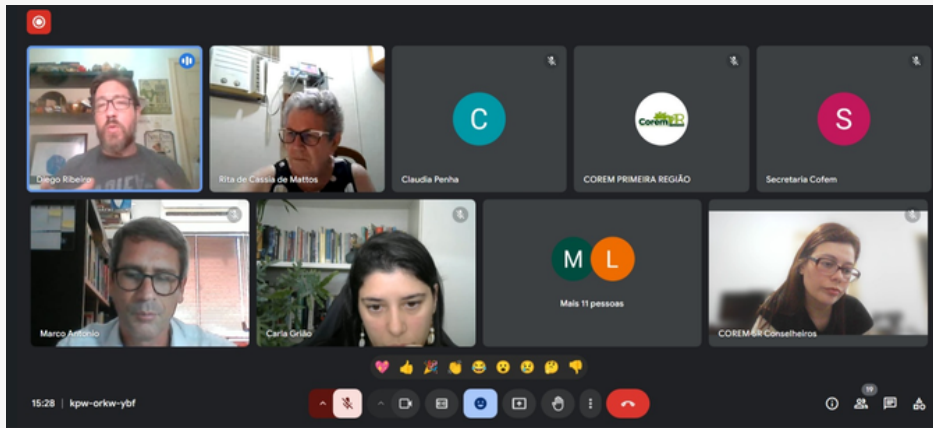 Diego Ribeiro
Rita de Cassia de Mattos
C
Claudia Penha
Corem
COREM PRIMEIRA REGIÃO
S
Secretaria Cofem
Marco Antonio
Carla Grião
M L
Mais 11 pessoas
COREM 5R Conselheiros
15:28 | kpw-orkw-ybf
19